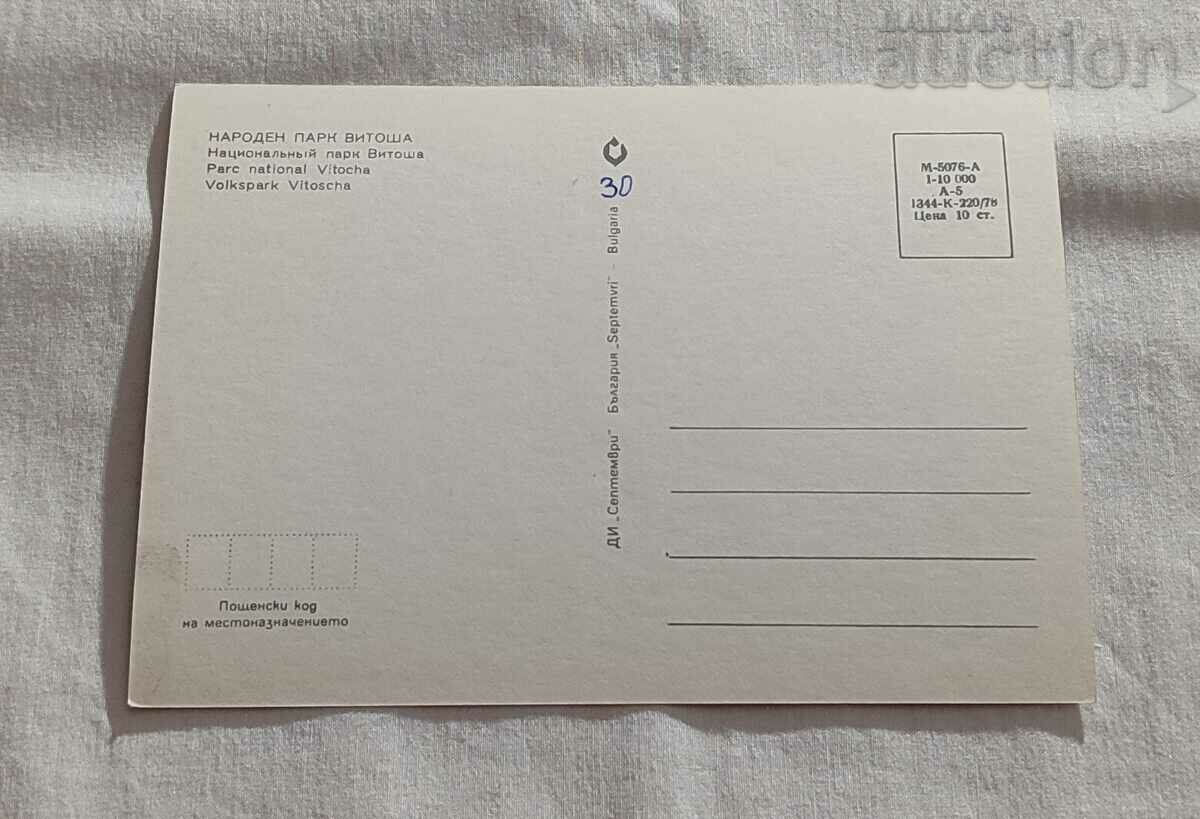 НАРОДЕН ПАРК ВИТОША
Национальный парк Витоша
Parc national Vitocha
Volkspark Vitoscha
30
ДИ „Септември" България „Septemvri" - Bulgaria
М-5076-А
1-10 000
А-5
1344-К-220/78
Цена 10 ст.
Пощенски код
на местоназначението
BALKAN
auction